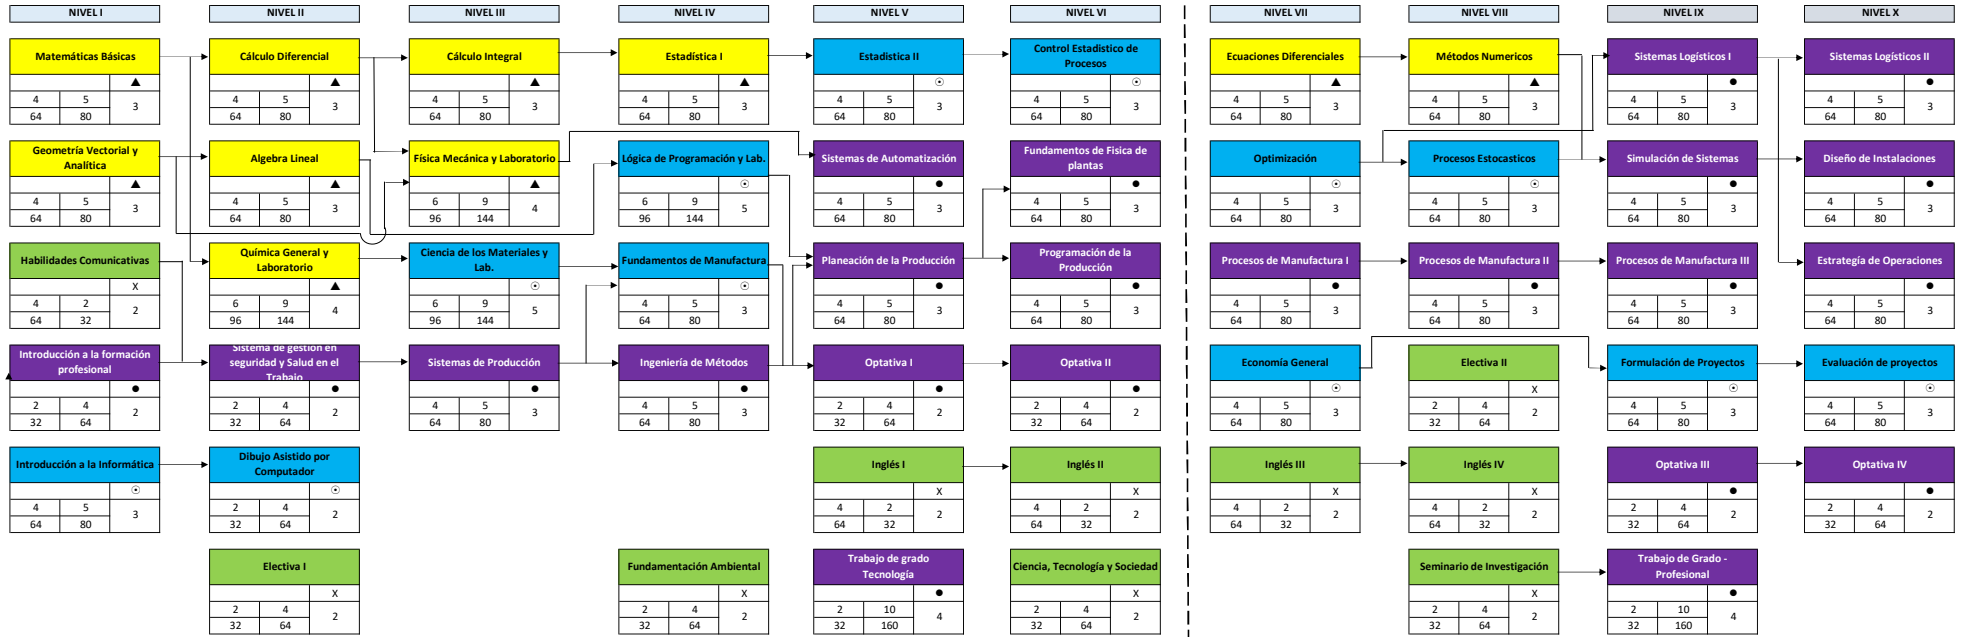 NIVEL I
NIVEL II
NIVEL III
NIVEL IV
NIVEL V
NIVEL VI
NIVEL VII
NIVEL VIII
NIVEL IX
NIVEL X
Matemáticas Básicas
X
4 5
3
64 80
Cálculo Diferencial
4 5
3
64 80
Cálculo Integral
4 5
3
64 80
Estadística I
4 5
3
64 80
Estadistica II
4 5
3
64 80
Control Estadistico de
Procesos
4 5
3
64 80
Ecuaciones Diferenciales
4 5
3
64 80
Métodos Numericos
4 5
3
64 80
Sistemas Logísticos I
4 5
3
64 80
Sistemas Logísticos II
4 5
3
64 80
Geometría Vectorial y
Analítica
4 5
3
64 80
Algebra Lineal
4 5
3
64 80
Física Mecánica y Laboratorio
6 9
4
96 144
Lógica de Programación y Lab.
6 9
5
96 144
Sistemas de Automatización
4 5
3
64 80
Fundamentos de Fisica de
plantas
4 5
3
64 80
Optimización
4 5
3
64 80
Procesos Estocasticos
4 5
3
64 80
Simulación de Sistemas
4 5
3
64 80
Diseño de Instalaciones
4 5
3
64 80
Habilidades Comunicativas
X
4 2
2
64 32
Química General y
Laboratorio
6 9
4
96 144
Ciencia de los Materiales y
Lab.
6 9
5
96 144
Fundamentos de Manufactura
4 5
3
64 80
Planeación de la Producción
4 5
3
64 80
Programación de la
Producción
4 5
3
64 80
Procesos de Manufactura I
4 5
3
64 80
Procesos de Manufactura II
4 5
3
64 80
Procesos de Manufactura III
4 5
3
64 80
Estrategía de Operaciones
4 5
3
64 80
Introducción a la formación
profesional
2 4
2
32 64
Sistema de gestión en
seguridad y Salud en el
Trabajo
2 4
2
32 64
Sistemas de Producción
4 5
3
64 80
Ingeniería de Métodos
4 5
3
64 80
Optativa I
2 4
2
32 64
Optativa II
2 4
2
32 64
Economía General
4 5
3
64 80
Electiva II
X
2 4
2
32 64
Formulación de Proyectos
4 5
3
64 80
Evaluación de proyectos
4 5
3
64 80
Introducción a la Informática
4 5
3
64 80
Dibujo Asistido por
Computador
2 4
2
32 64
Inglés I
X
4 2
2
64 32
Inglés II
X
4 2
2
64 32
Inglés III
X
4 2
2
64 32
Inglés IV
X
4 2
2
64 32
Optativa III
2 4
2
32 64
Optativa IV
2 4
2
32 64
Electiva I
X
2 4
2
32 64
Fundamentación Ambiental
X
2 4
2
32 64
Trabajo de grado
Tecnología
2 10
4
32 160
Ciencia, Tecnología y Sociedad
X
2 4
2
32 64
Seminario de Investigación
X
2 4
2
32 64
Trabajo de Grado -
Profesional
2 10
4
32 160